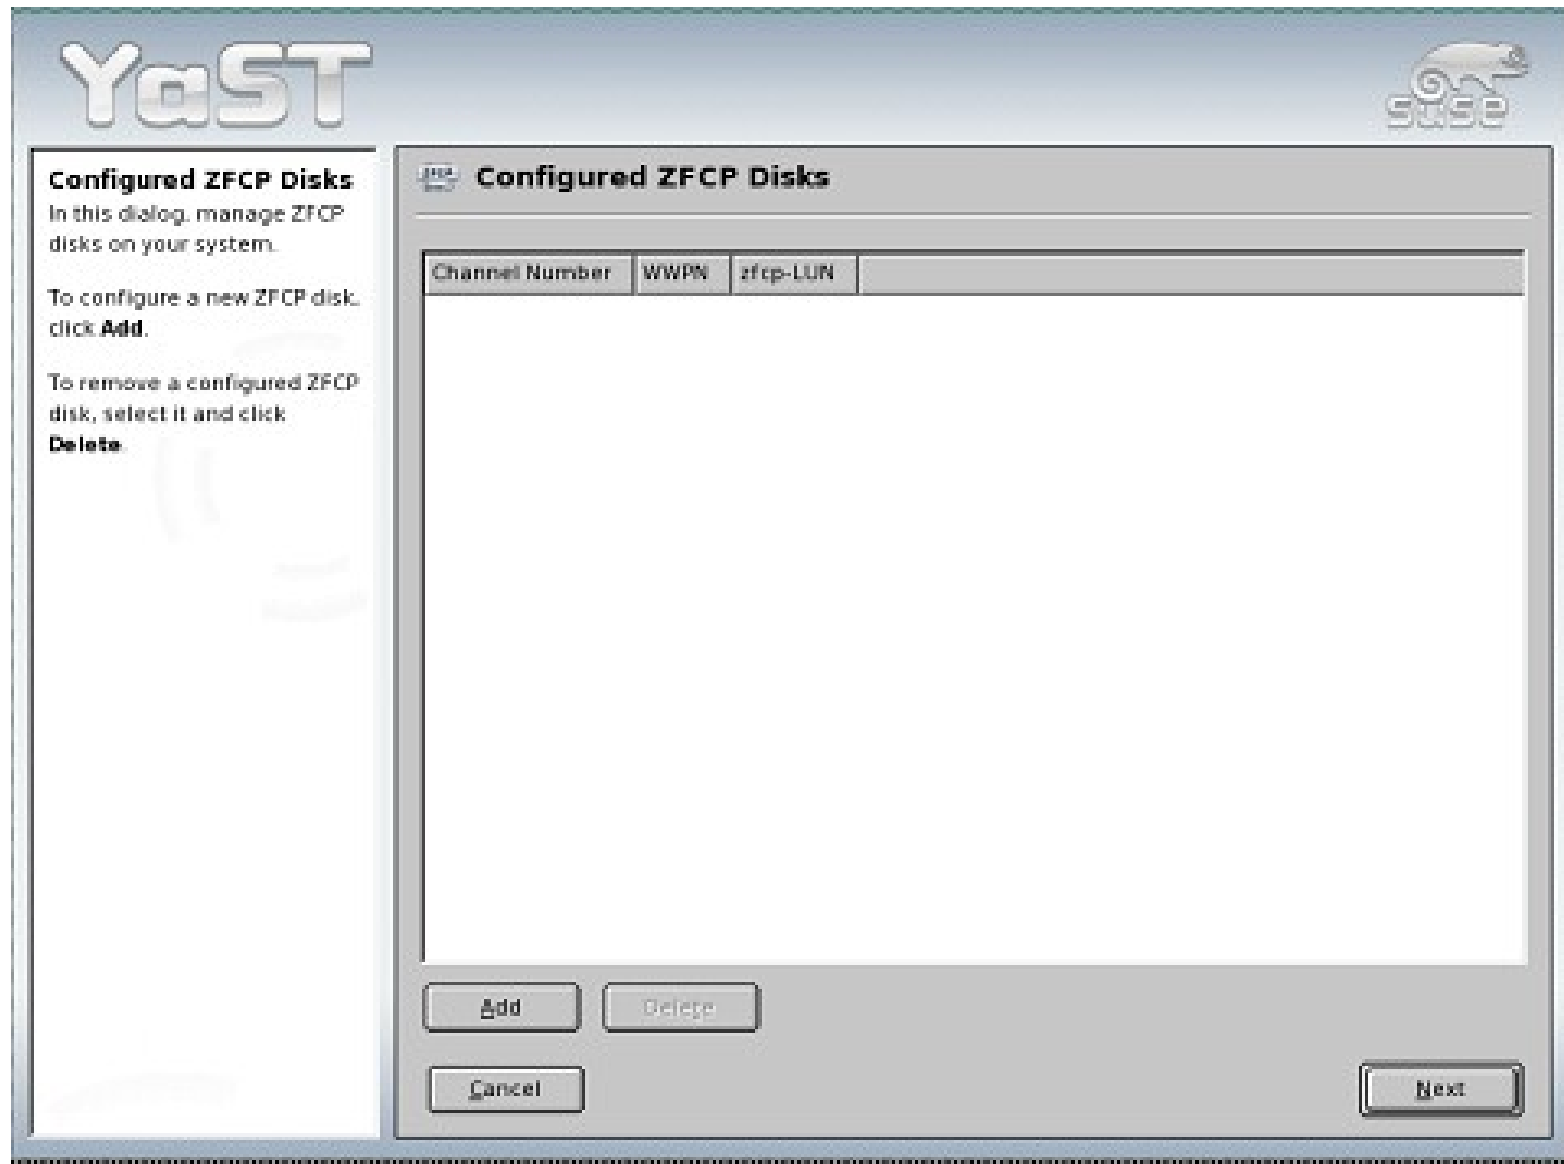 YaST
SUSE
Configured ZFCP Disks
In this dialog, manage ZFCP
disks on your system.
To configure a new ZFCP disk,
click Add.
To remove a configured ZFCP
disk, select it and click
Delete.
Configured ZFCP Disks
Channel Number WWPN zfcp-LUN
Add Delete
Cancel Next